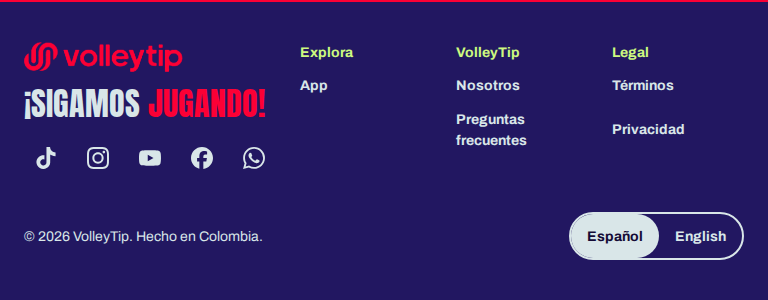 volleytip
¡SIGAMOS JUGANDO!
Explora
App
VolleyTip
Nosotros
Preguntas
frecuentes
Legal
Términos
Privacidad
© 2026 VolleyTip. Hecho en Colombia.
Español English